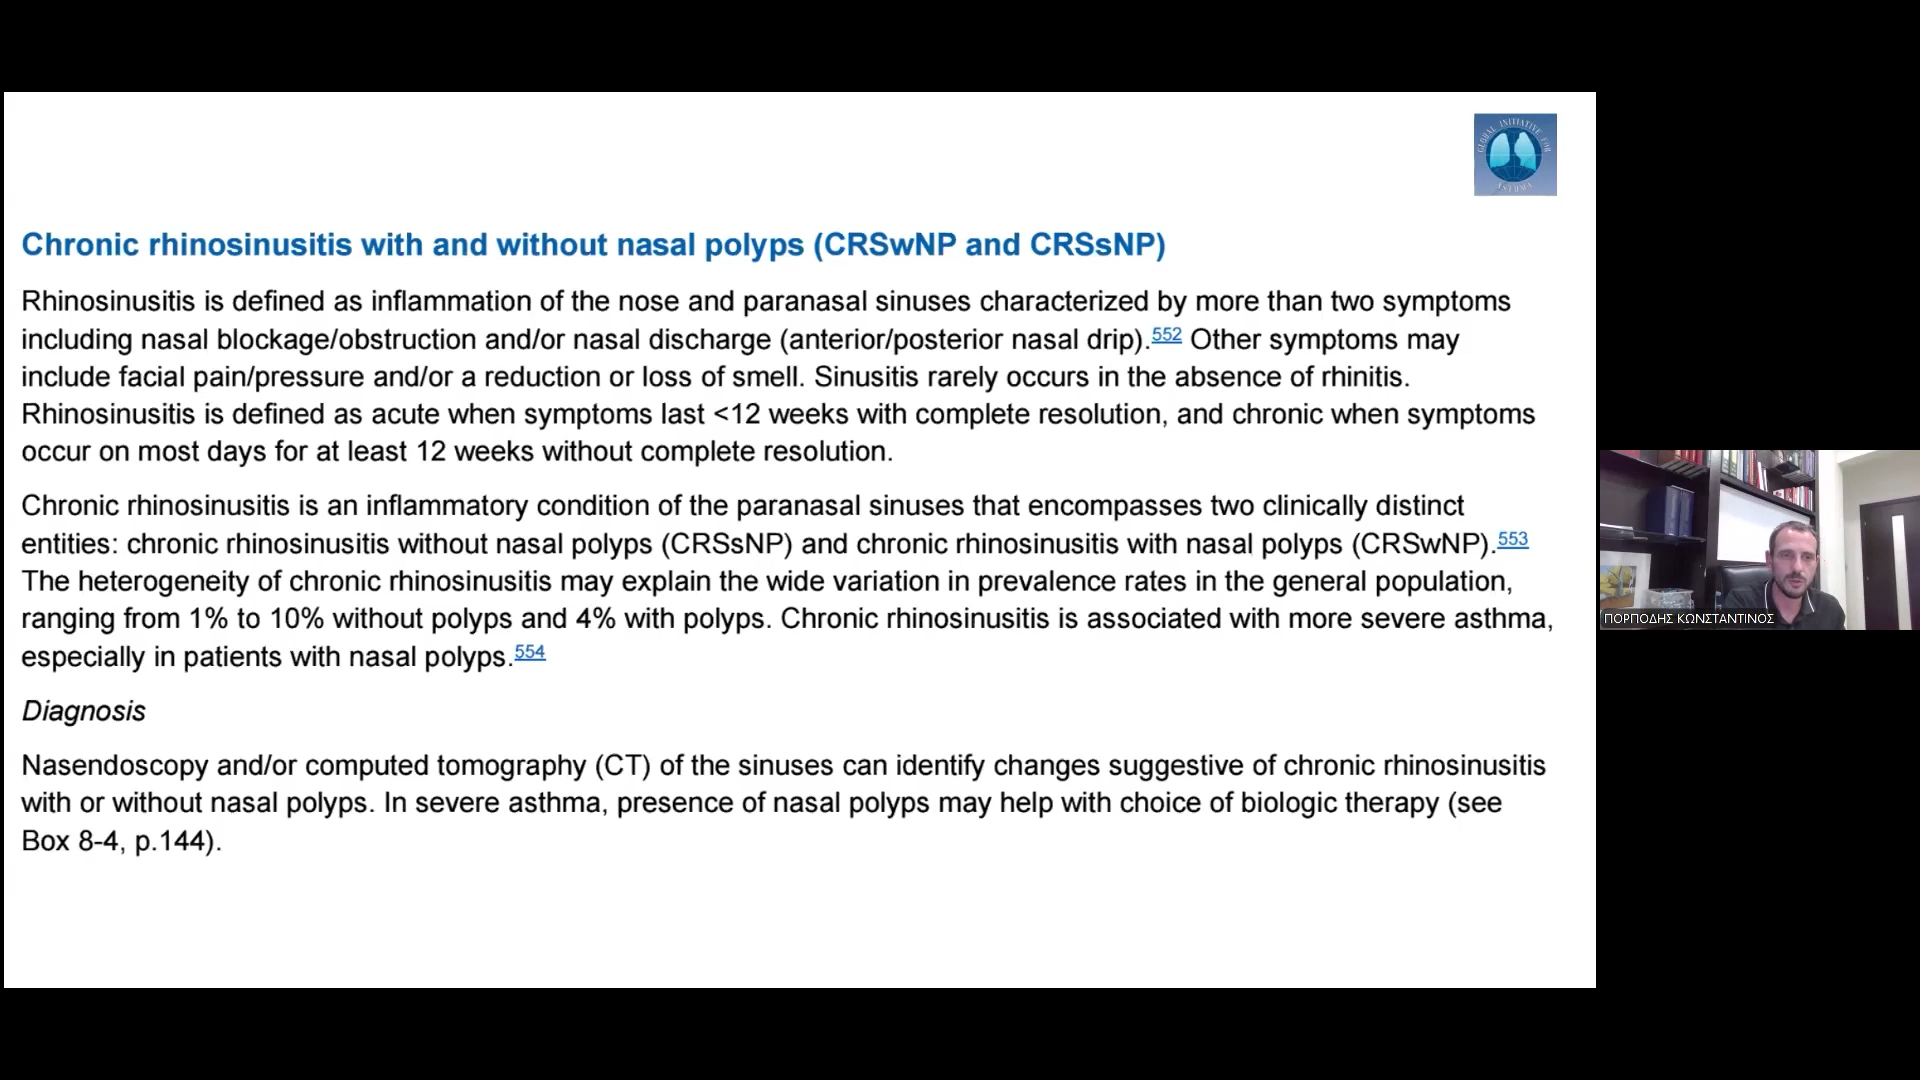 GLOBAL INITIATIVE FOR
ASTHMA
Chronic rhinosinusitis with and without nasal polyps (CRSwNP and CRSsNP)
Rhinosinusitis is defined as inflammation of the nose and paranasal sinuses characterized by more than two symptoms
including nasal blockage/obstruction and/or nasal discharge (anterior/posterior nasal drip).552 Other symptoms may
include facial pain/pressure and/or a reduction or loss of smell. Sinusitis rarely occurs in the absence of rhinitis.
Rhinosinusitis is defined as acute when symptoms last <12 weeks with complete resolution, and chronic when symptoms
occur on most days for at least 12 weeks without complete resolution.
Chronic rhinosinusitis is an inflammatory condition of the paranasal sinuses that encompasses two clinically distinct
entities: chronic rhinosinusitis without nasal polyps (CRSsNP) and chronic rhinosinusitis with nasal polyps (CRSwNP).553
The heterogeneity of chronic rhinosinusitis may explain the wide variation in prevalence rates in the general population,
ranging from 1% to 10% without polyps and 4% with polyps. Chronic rhinosinusitis is associated with more severe asthma,
especially in patients with nasal polyps.554
Diagnosis
Nasendoscopy and/or computed tomography (CT) of the sinuses can identify changes suggestive of chronic rhinosinusitis
with or without nasal polyps. In severe asthma, presence of nasal polyps may help with choice of biologic therapy (see
Box 8-4, p.144).
ΠΟΡΠΟΔΗΣ ΚΩΝΣΤΑΝΤΙΝΟΣ